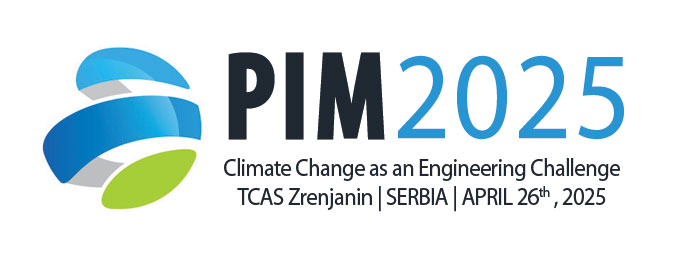 PIM2025
Climate Change as an Engineering Challenge
TCAS Zrenjanin | SERBIA | APRIL 26th , 2025